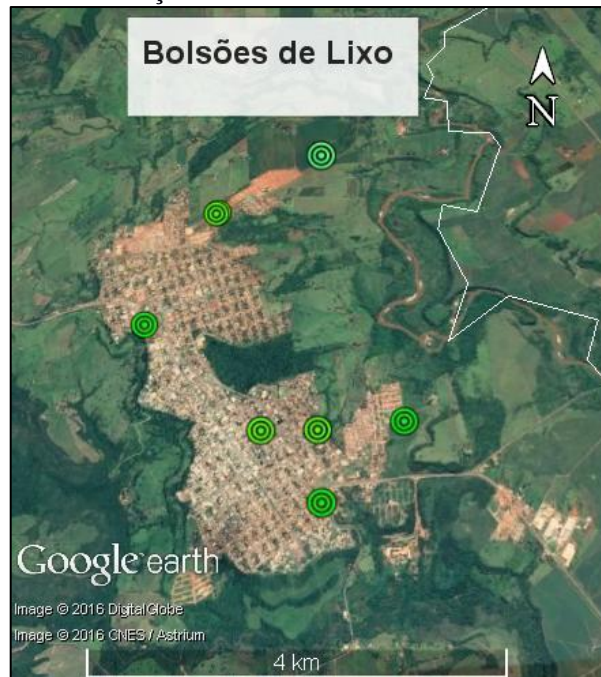 Bolsões de Lixo
N
Google earth
Image © 2016 DigitalGlobe
Image © 2016 CNES / Astrium
4 km